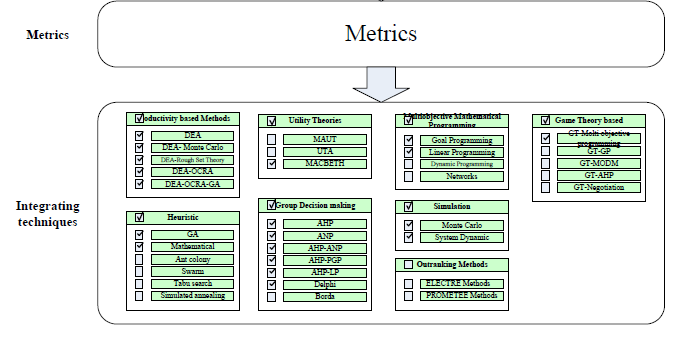 Metrics
Metrics
Integrating
techniques
oductivity based Methods
DEA
DEA- Monte Carlo
DEA-Rough Set Theory
DEA-OCRA
DEA-OCRA-GA
Utility Theories
MAUT
UTA
MACBETH
Multiobjective Mathematical
Programming
Goal Programming
Linear Programming
Dynamic Programming
Networks
Game Theory based
GT-Molti objective
programming
GT-GP
GT-MODM
GT-AHP
GT-Negotiation
Heuristic
GA
Mathematical
Ant colony
Swarm
Tabu search
Simulated annealing
Group Decision making
AHP
ANP
AHP-ANP
AHP-PGP
AHP-LP
Delphi
Borda
Simulation
Monte Carlo
System Dynamic
Outranking Methods
ELECTRE Methods
PROMETEE Methods